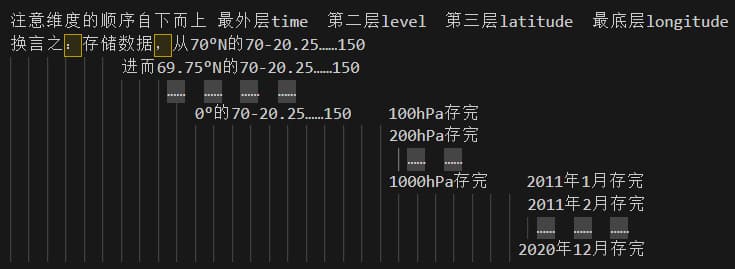 注意维度的顺序自下而上 最外层time 第二层level 第三层latitude 最底层longitude
换言之：存储数据，从70°N的70-20.25……150
进而69.75°N的70-20.25……150
…… …… …… ……
0°的70-20.25……150 100hPa存完
200hPa存完
…… ……
1000hPa存完 2011年1月存完
2011年2月存完
…… …… ……
2020年12月存完